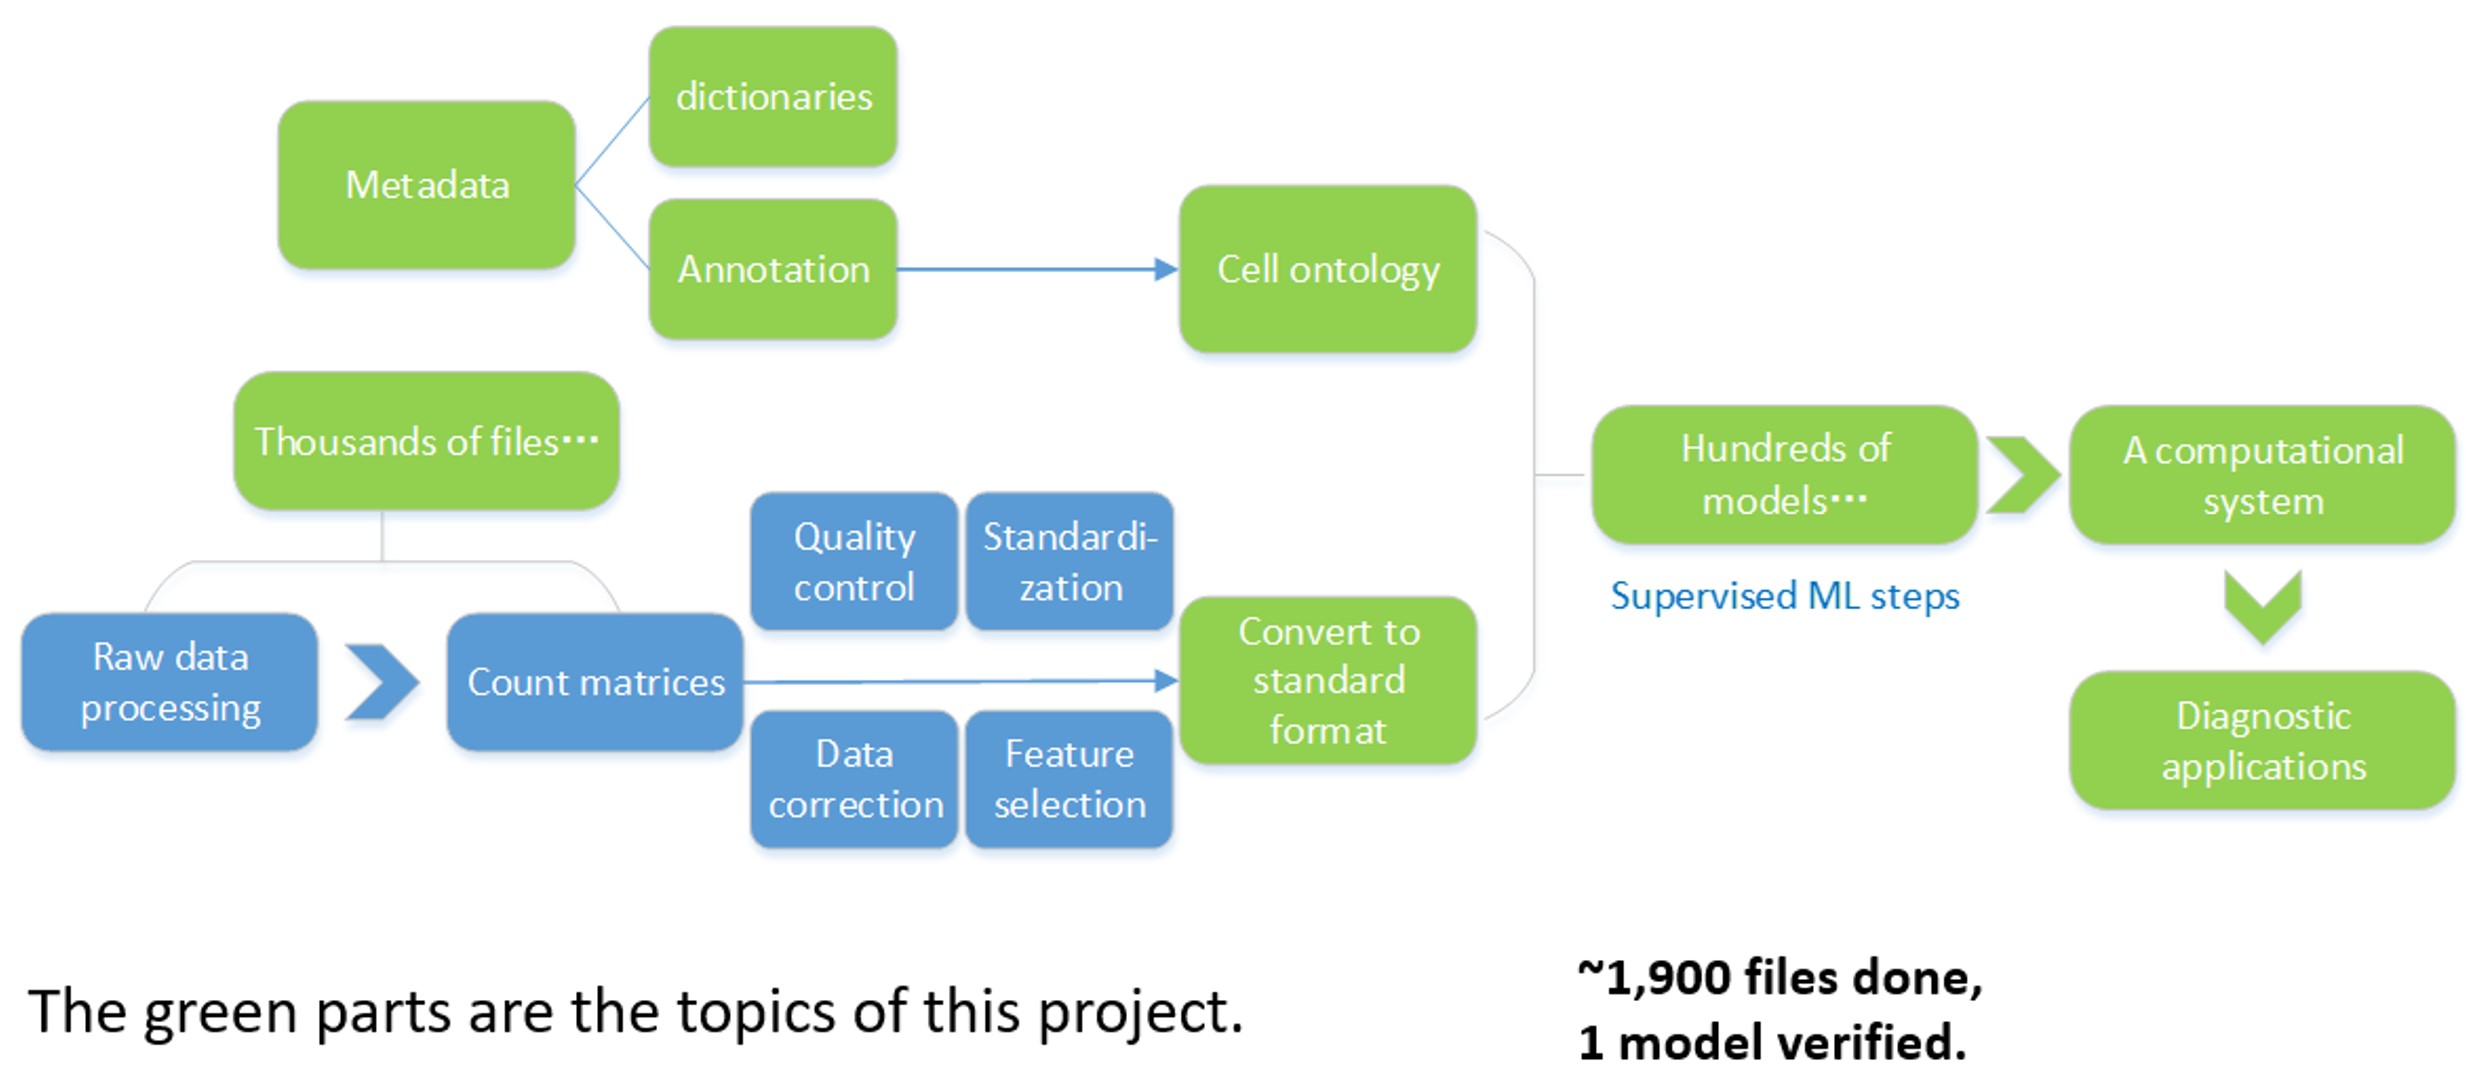 dictionaries
Metadata
Annotation
Cell ontology
Thousands of files⋯
Quality
control
Standardi-
zation
Raw data
processing
Count matrices
Data
correction
Feature
selection
Convert to
standard
format
Hundreds of
models⋯
Supervised ML steps
A computational
system
Diagnostic
applications
The green parts are the topics of this project.
~1,900 files done,
1 model verified.